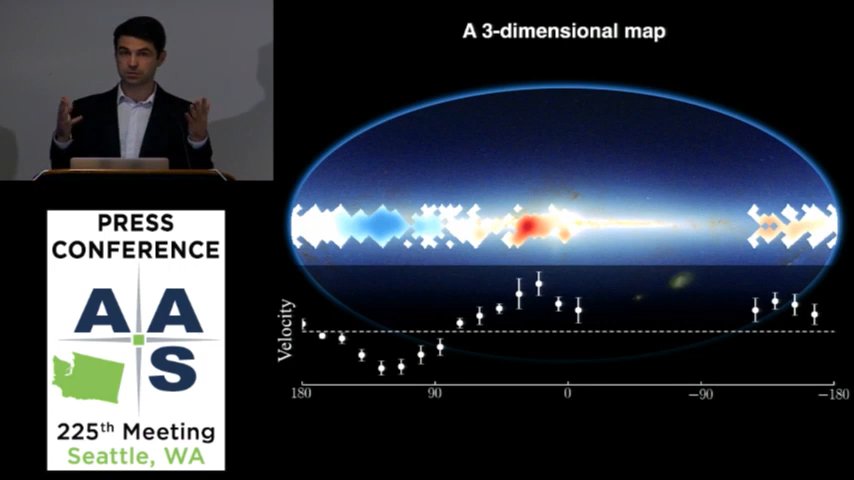 A 3-dimensional map
PRESS
CONFERENCE
A A
S
225th Meeting
Seattle, WA
Velocity
180 90 0 −90 −180